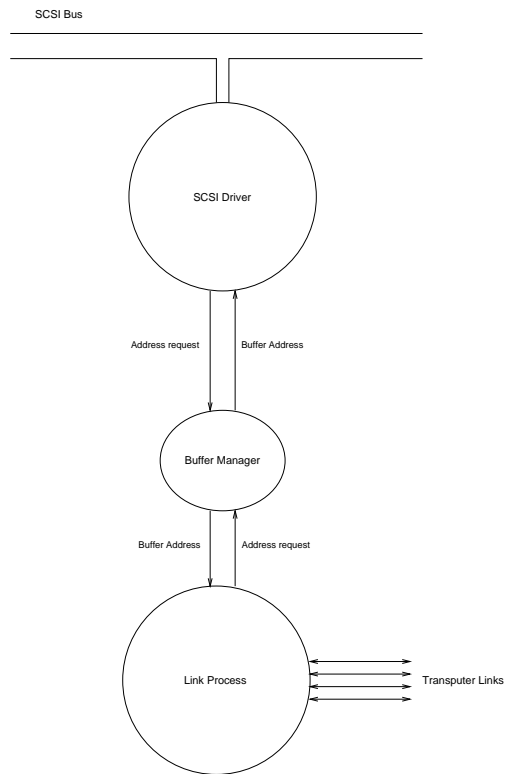 SCSI Bus
SCSI Driver
Address request
Buffer Address
Buffer Manager
Buffer Address
Address request
Link Process
Transputer Links